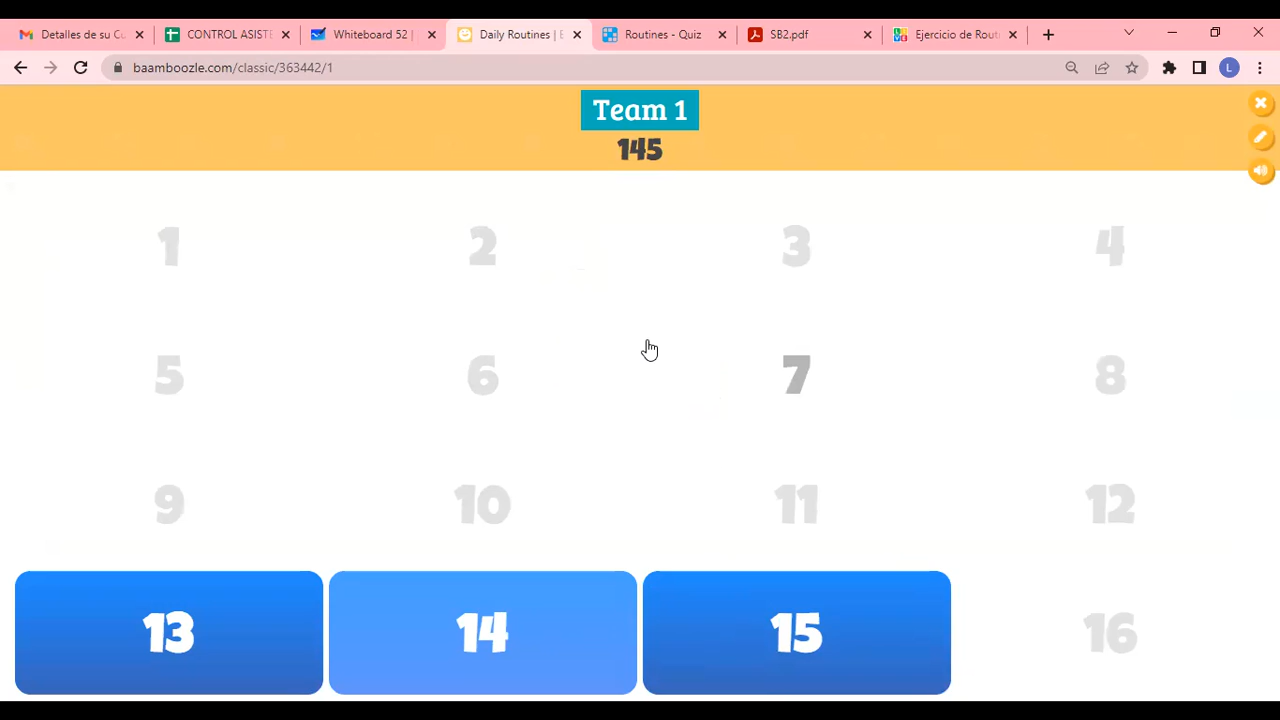 Detalles de su Cu
CONTROL ASISTE
Whiteboard 52 |
Daily Routines | B
Routines - Quiz
SB2.pdf
Ejercicio de Rout
baamboozle.com/classic/363442/1
L
Team 1
145
1 2 3 4
5 6 7 8
9 10 11 12
13 14 15 16